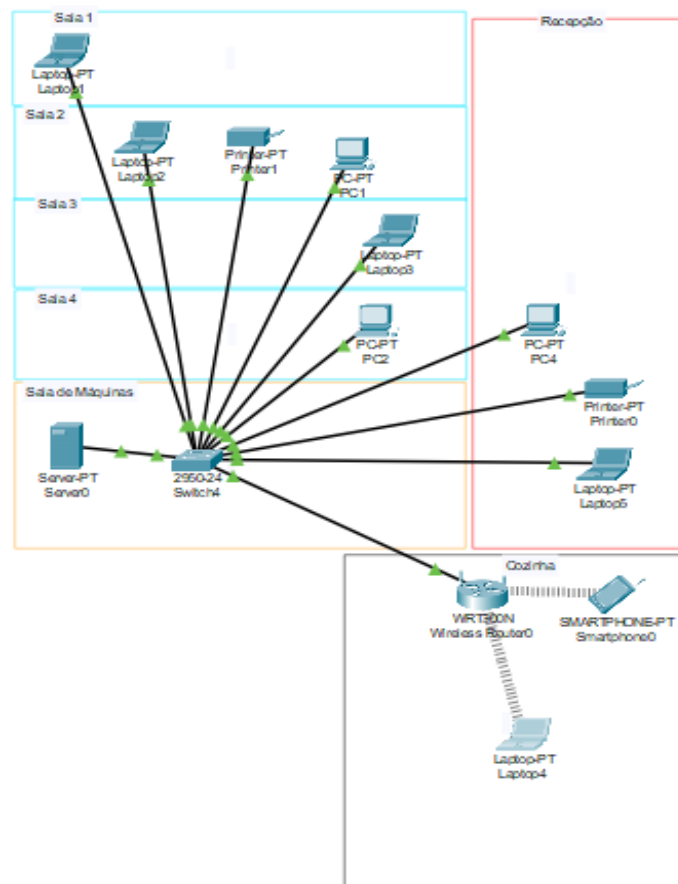 Sala 1
Laptop-PT
Laptop1
Sala 2
Laptop-PT
Laptop2
Printer-PT
Printer1
PC-PT
PC1
Sala 3
Laptop-PT
Laptop3
Sala 4
PC-PT
PC2
Recepção
PC-PT
PC4
Printer-PT
Printer0
Laptop-PT
Laptop5
Sala de Máquinas
Server-PT
Server0
2950-24
Switch4
Cozinha
WRT300N
Wireless Router0
SMARTPHONE-PT
Smartphone0
Laptop-PT
Laptop4